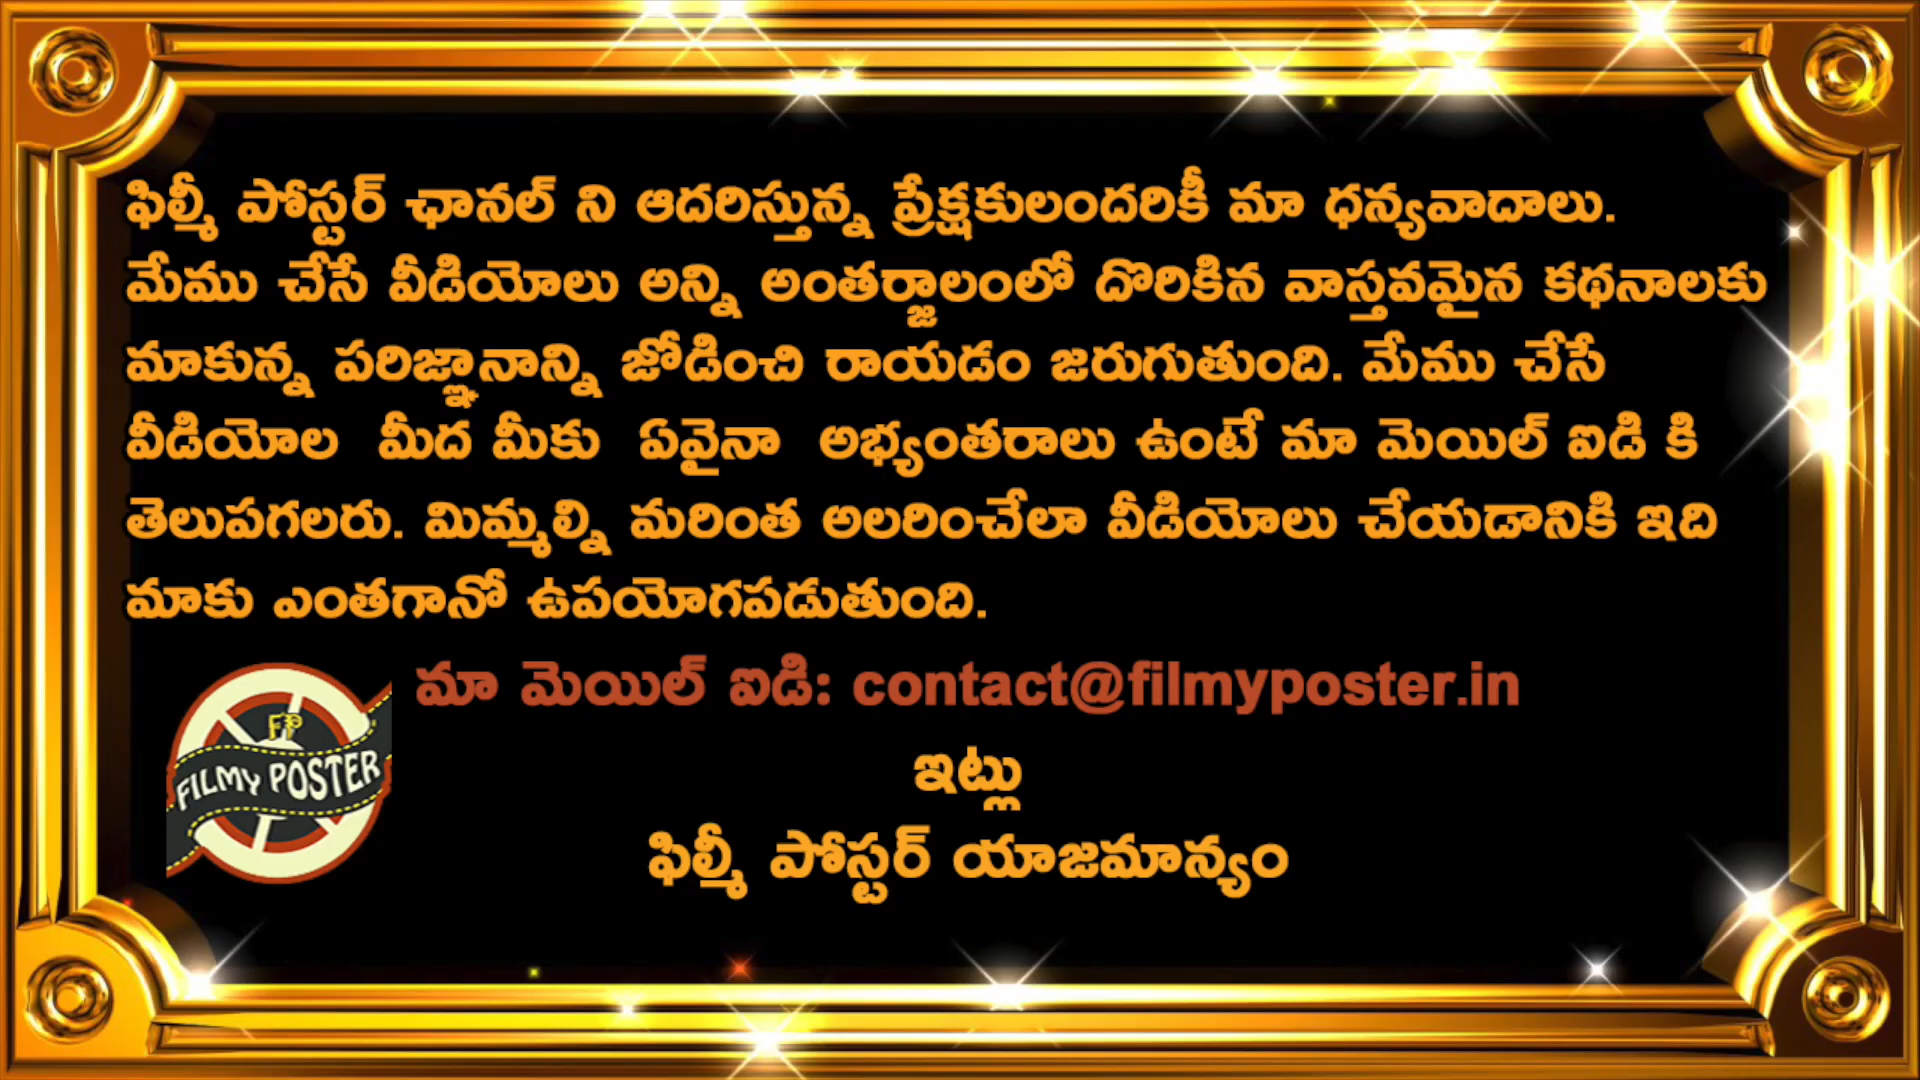 ఫిల్మీ పోస్టర్ ఛానల్ ని ఆదరిస్తున్న ప్రేక్షకులందరికీ మా ధన్యవాదాలు.
మేము చేసే వీడియోలు అన్ని అంతర్జాలంలో దొరికిన వాస్తవమైన కథనాలకు
మాకున్న పరిజ్ఞానాన్ని జోడించి రాయడం జరుగుతుంది. మేము చేసే
వీడియోల మీద మీకు ఏవైనా అభ్యంతరాలు ఉంటే మా మెయిల్ ఐడి కి
తెలుపగలరు. మిమ్మల్ని మరింత అలరించేలా వీడియోలు చేయడానికి ఇది
మాకు ఎంతగానో ఉపయోగపడుతుంది.
మా మెయిల్ ఐడి: contact@filmyposter.in
FP
FILMY POSTER
ఇట్లు
ఫిల్మీ పోస్టర్ యాజమాన్యం